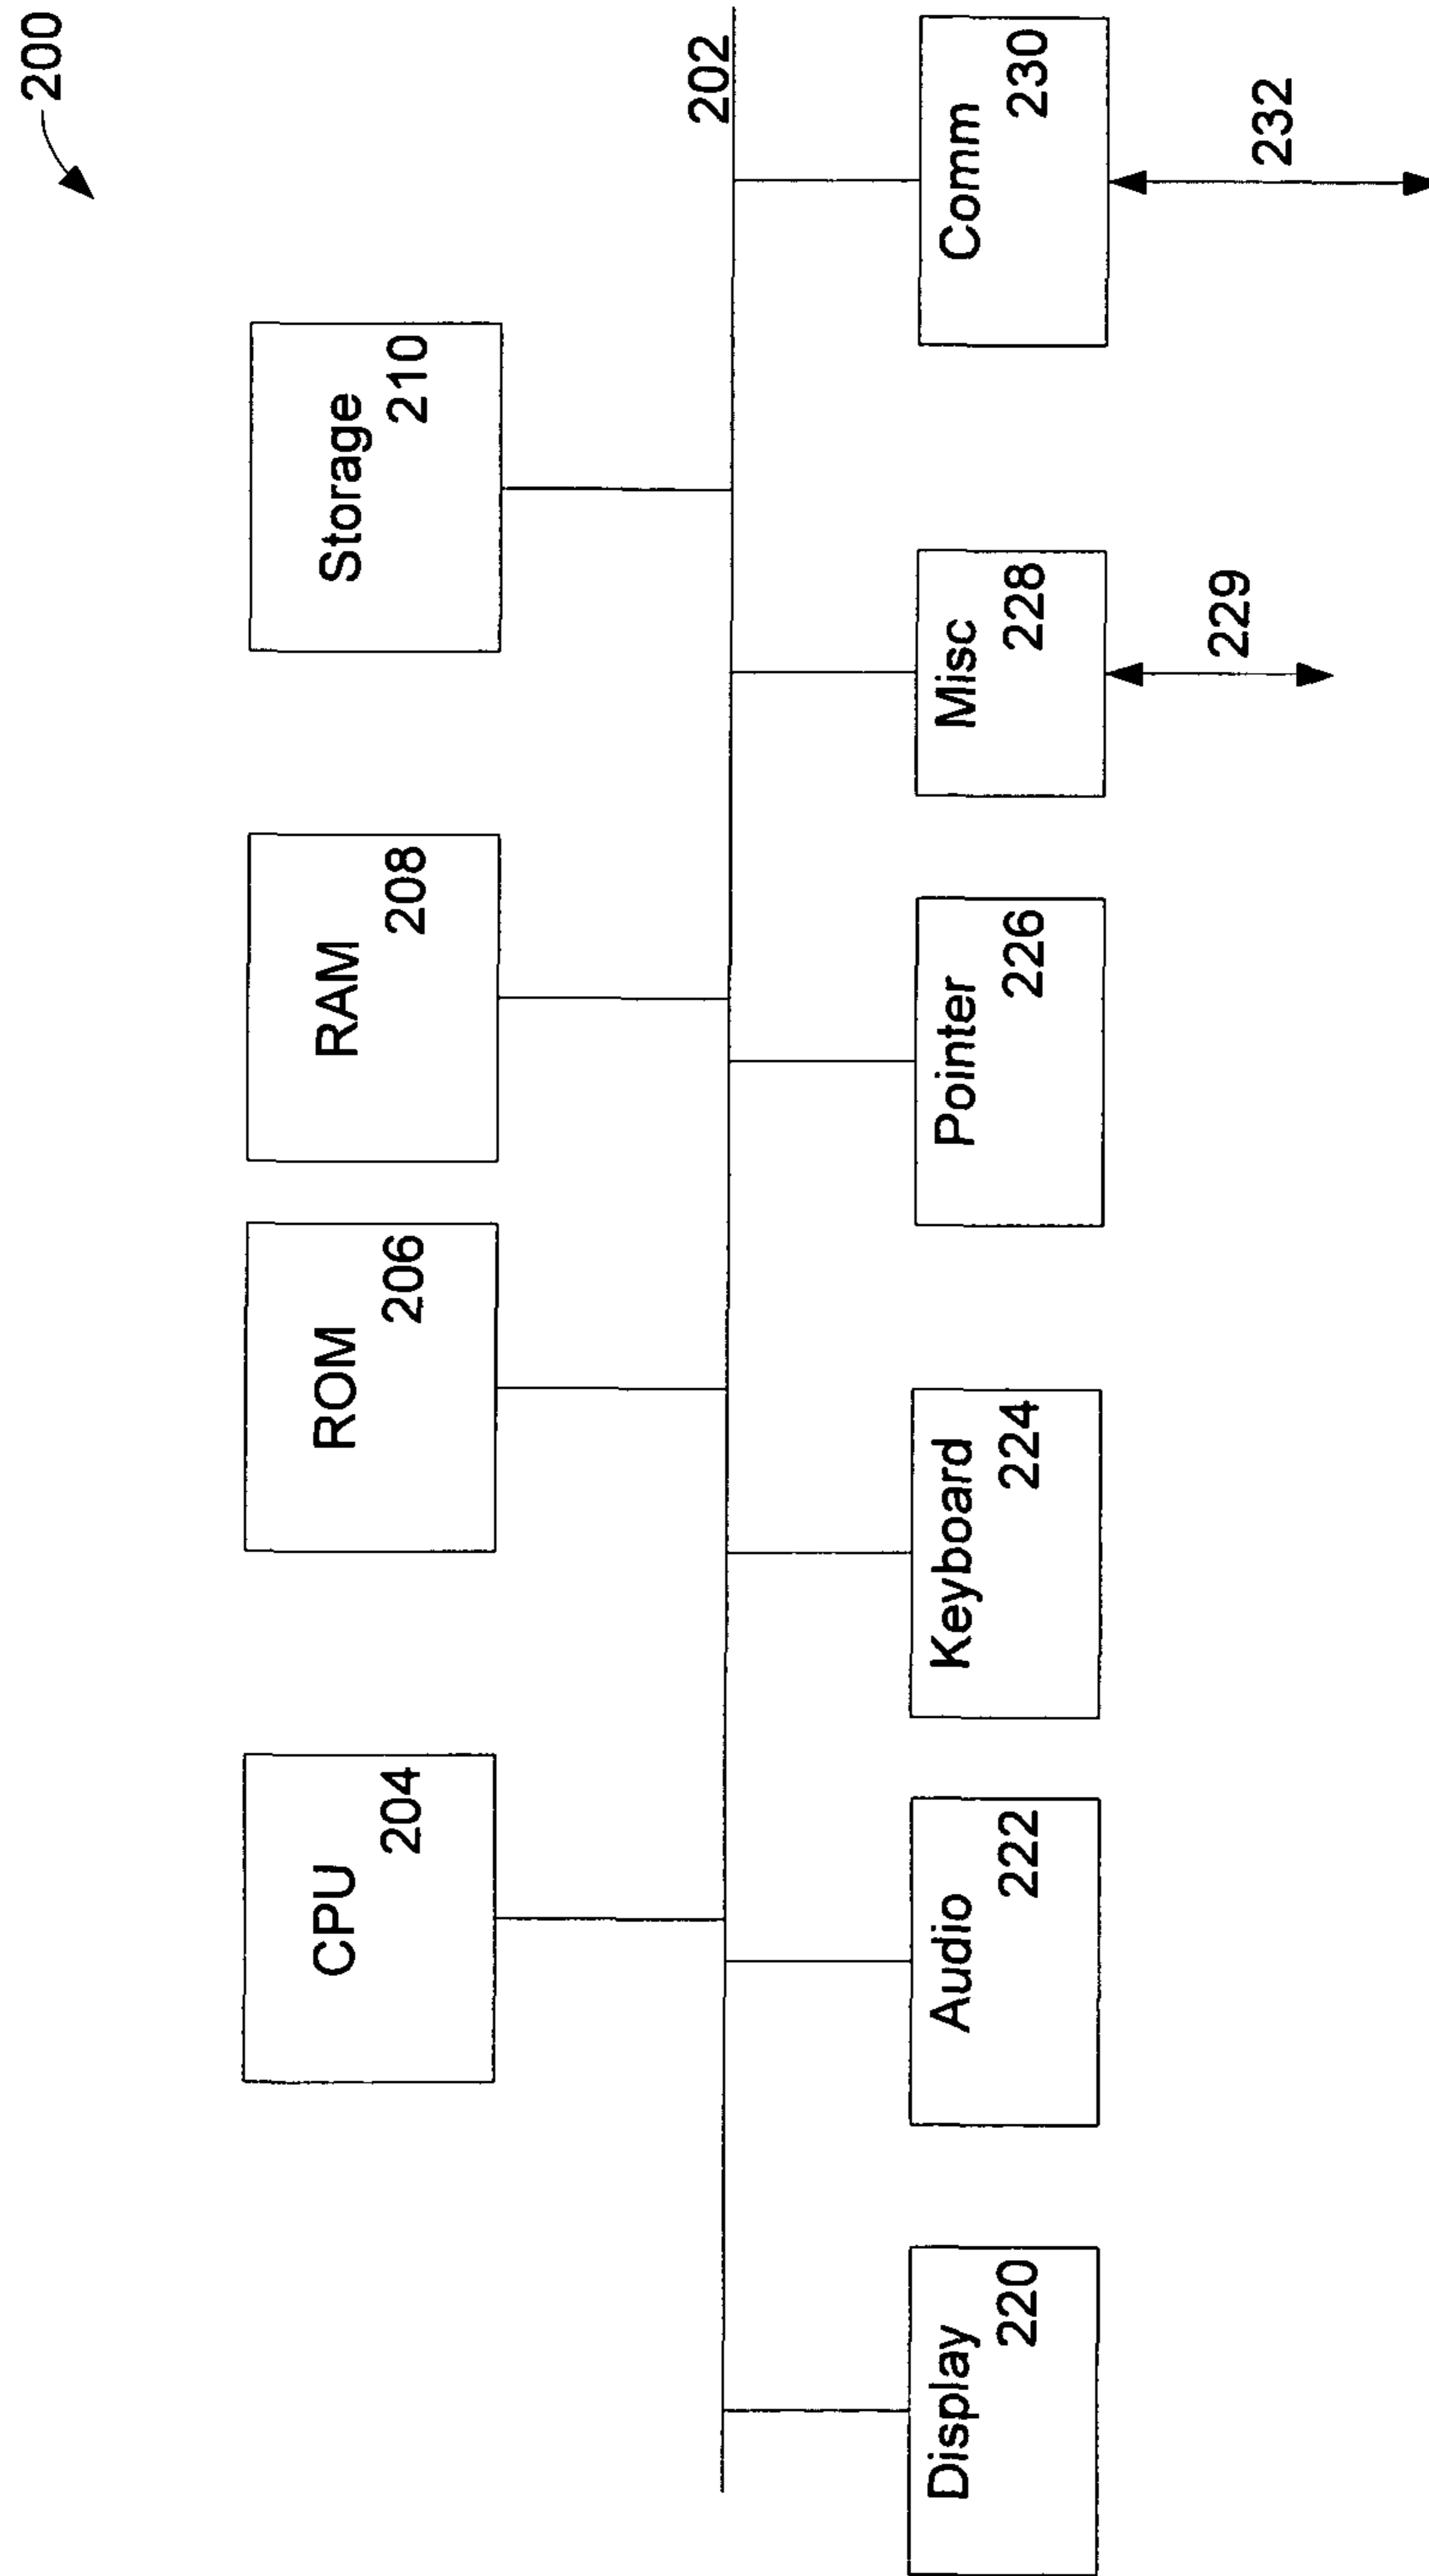 200
CPU
204
ROM
206
RAM
208
Storage
210
202
Display
220
Audio
222
Keyboard
224
Pointer
226
Misc
228
Comm
230
229
232